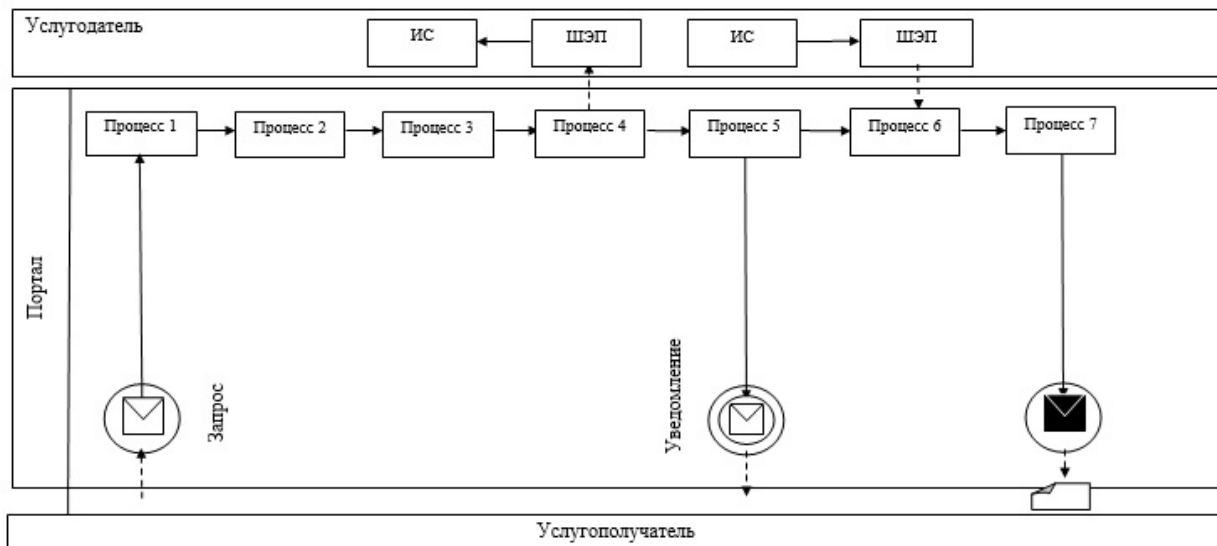 Услугодатель
ИС
ШЭП
ИС
ШЭП
Процесс 1
Процесс 2
Процесс 3
Процесс 4
Процесс 5
Процесс 6
Процесс 7
Портал
Запрос
Уведомление
Услугополучатель